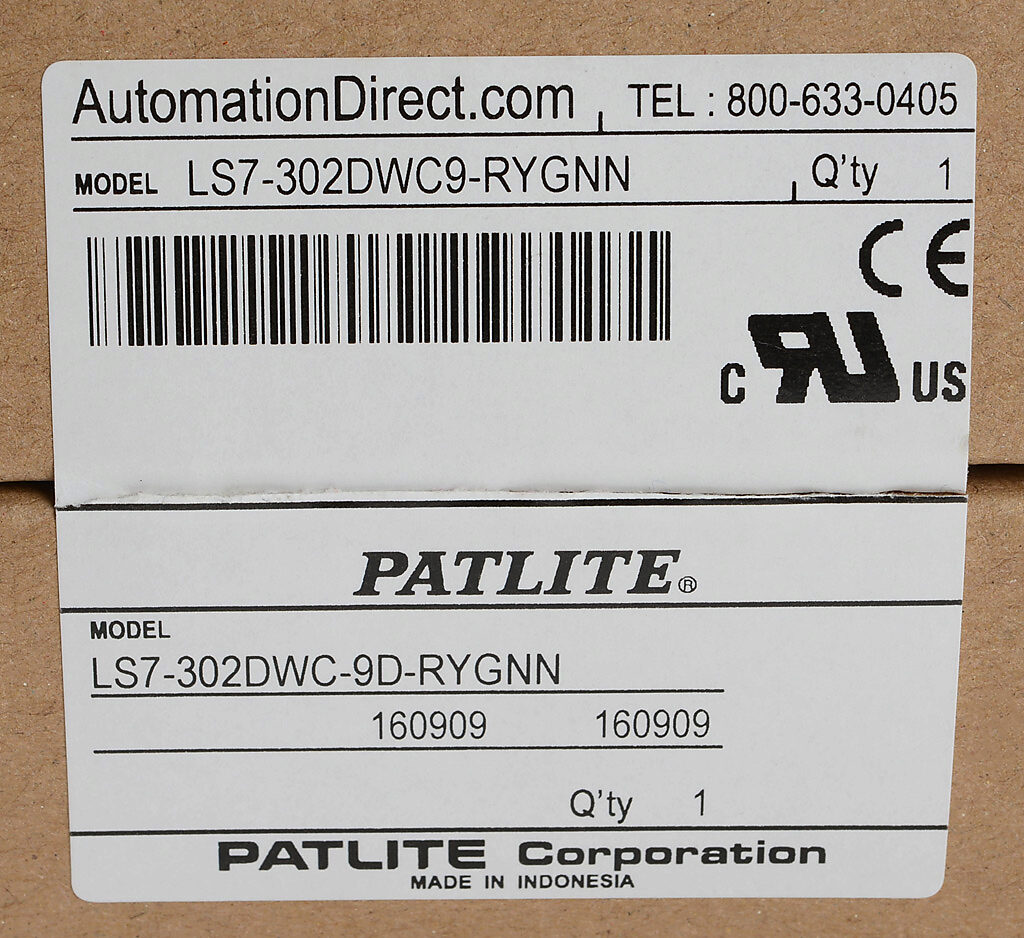 AutomationDirect.com TEL : 800-633-0405
MODEL LS7-302DWC9-RYGNN Q'ty 1
CE
C RU US
PATLITE®
MODEL
LS7-302DWC-9D-RYGNN
160909 160909
Q'ty 1
PATLITE Corporation
MADE IN INDONESIA